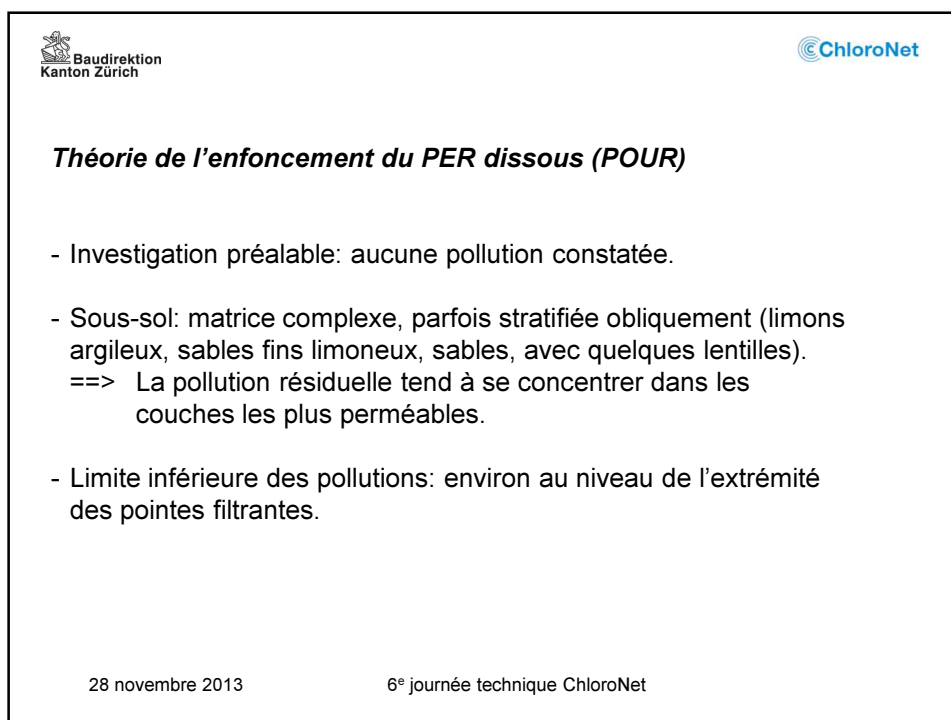 Baudirektion
Kanton Zürich
ChloroNet
Théorie de l’enfoncement du PER dissous (POUR)
- Investigation préalable: aucune pollution constatée.
- Sous-sol: matrice complexe, parfois stratifiée obliquement (limons
argileux, sables fins limoneux, sables, avec quelques lentilles).
==> La pollution résiduelle tend à se concentrer dans les
couches les plus perméables.
- Limite inférieure des pollutions: environ au niveau de l’extrémité
des pointes filtrantes.
28 novembre 2013 6e journée technique ChloroNet